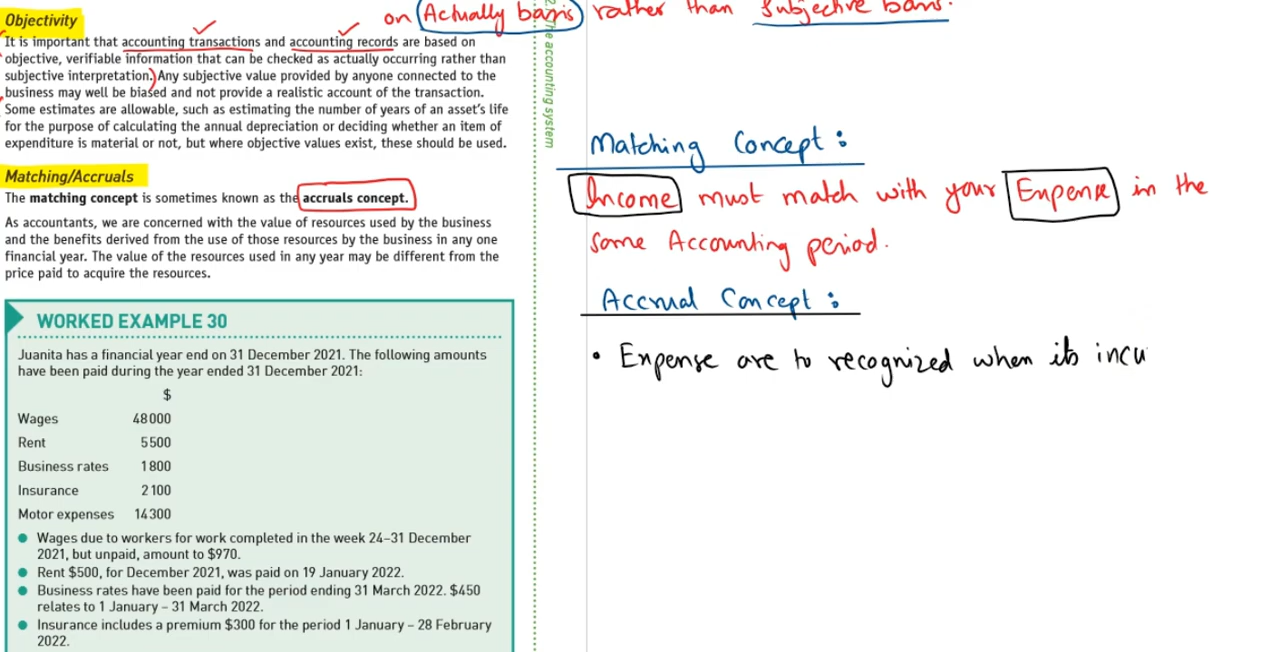 Objectivity
It is important that accounting transactions and accounting records are based on
objective, verifiable information that can be checked as actually occurring rather than
subjective interpretation. Any subjective value provided by anyone connected to the
business may well be biased and not provide a realistic account of the transaction.
Some estimates are allowable, such as estimating the number of years of an asset's life
for the purpose of calculating the annual depreciation or deciding whether an item of
expenditure is material or not, but where objective values exist, these should be used.
Matching/Accruals
The matching concept is sometimes known as the accruals concept.
As accountants, we are concerned with the value of resources used by the business
and the benefits derived from the use of those resources by the business in any one
financial year. The value of the resources used in any year may be different from the
price paid to acquire the resources.
WORKED EXAMPLE 30
Juanita has a financial year end on 31 December 2021. The following amounts
have been paid during the year ended 31 December 2021:
$
Wages 48 000
Rent 5 500
Business rates 1 800
Insurance 2 100
Motor expenses 14 300
Wages due to workers for work completed in the week 24–31 December
2021, but unpaid, amount to $970.
Rent $500, for December 2021, was paid on 19 January 2022.
Business rates have been paid for the period ending 31 March 2022. $450
relates to 1 January – 31 March 2022.
Insurance includes a premium $300 for the period 1 January – 28 February
2022.
The accounting system
on Actually basis rather than Subjective basis.
Matching Concept :
Income must match with your Expense in the
same Accounting period.
Accrual Concept :
• Expense are to recognized when its incu